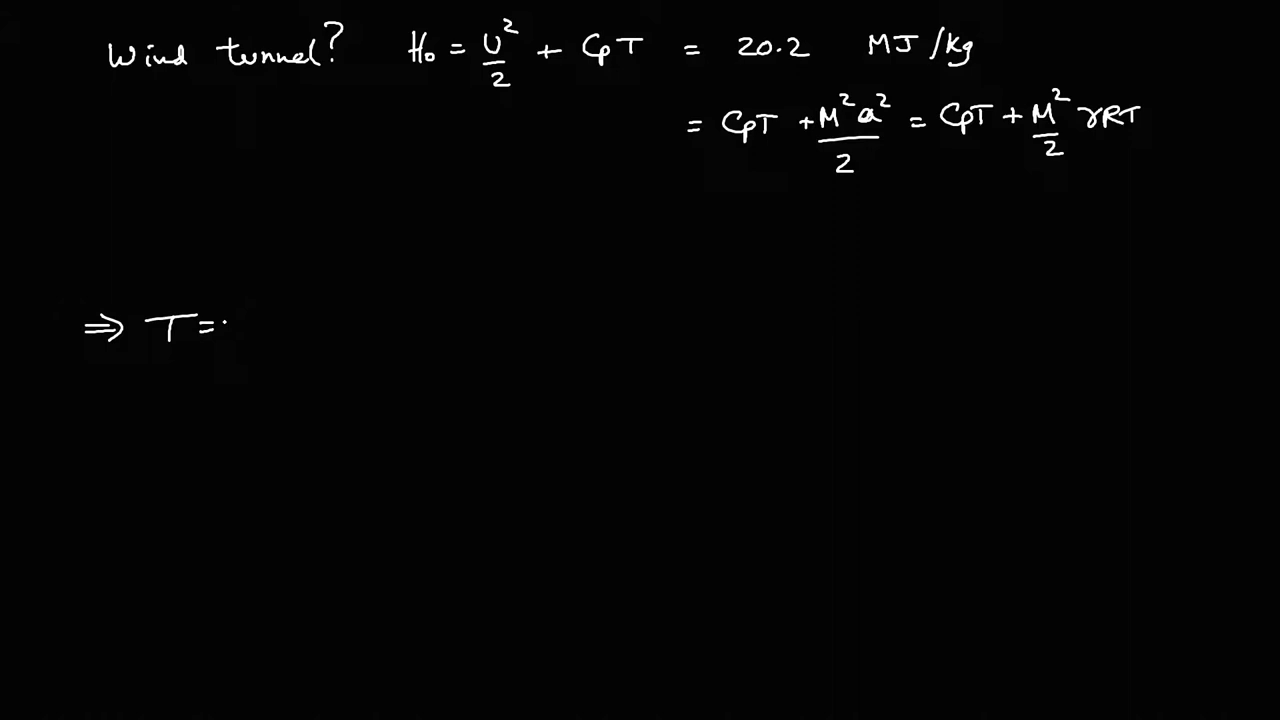 Wind tunnel? H₀ = U²/2 + CpT = 20.2 MJ/kg
= CpT + M²a²/2 = CpT + M²/2 γRT
⇒ T =